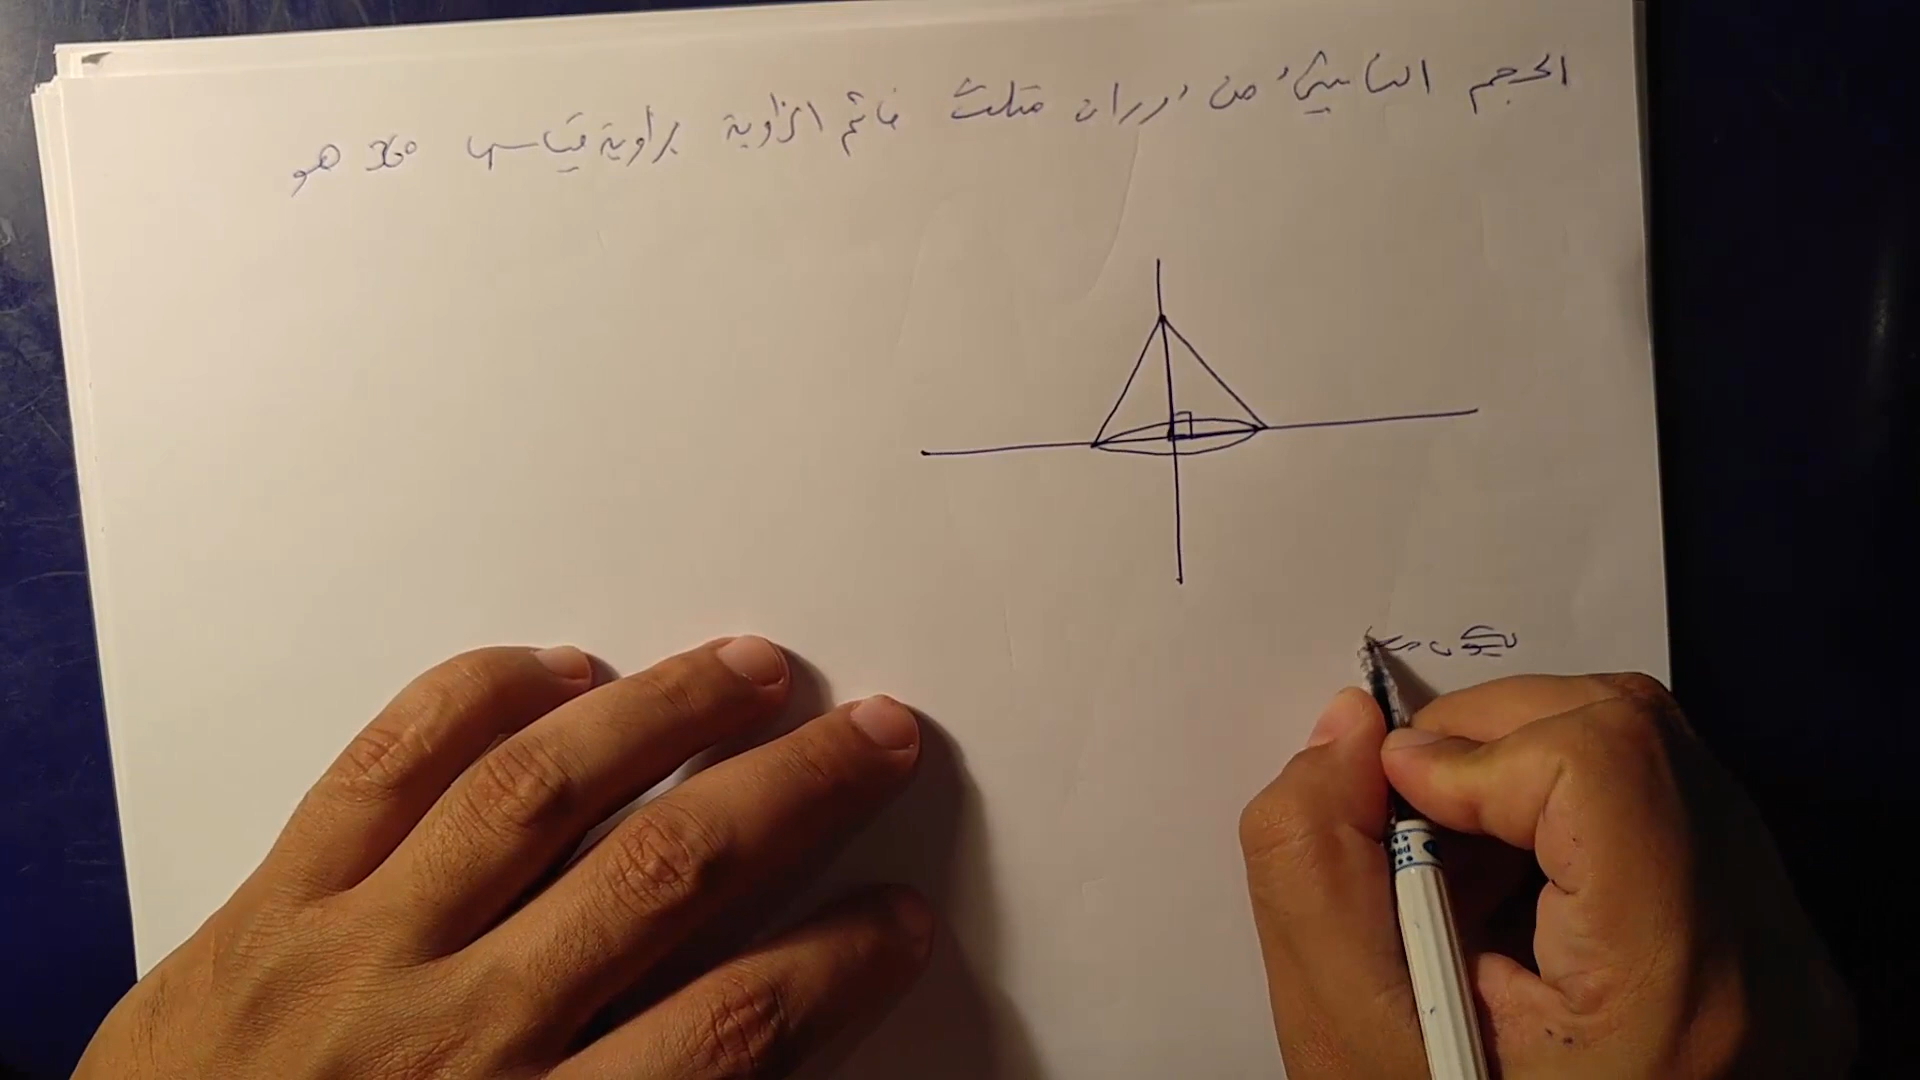 الحجم الناشئ من دوران مثلث قائم الزاوية بزاوية قياسها 360 هو